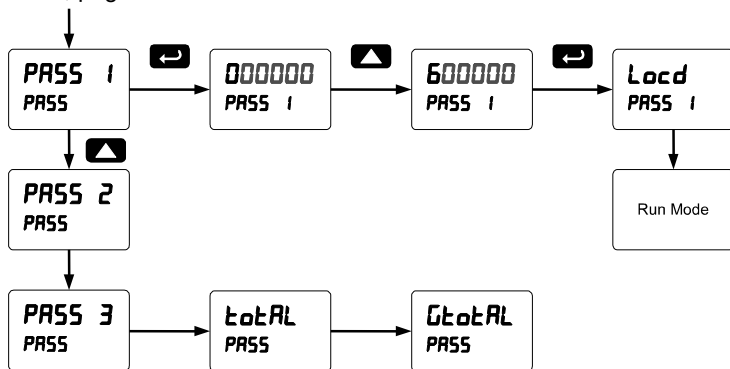 PASS 1
PASS
000000
PASS 1
600000
PASS 1
Locd
PASS 1
PASS 2
PASS
Run Mode
PASS 3
PASS
totAL
PASS
GtotAL
PASS